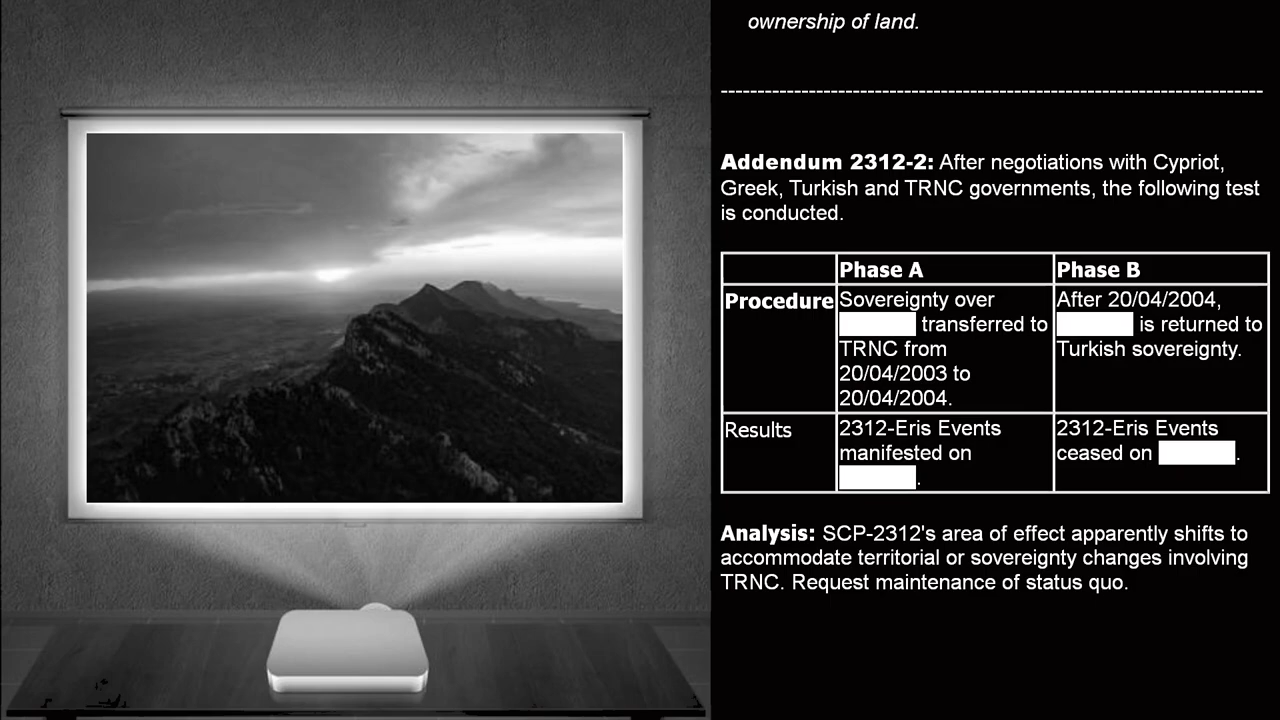 ownership of land.
-----------------------------------------------------------------------------
Addendum 2312-2: After negotiations with Cypriot,
Greek, Turkish and TRNC governments, the following test
is conducted.
Phase A
Phase B
Procedure
Sovereignty over
transferred to
TRNC from
20/04/2003 to
20/04/2004.
After 20/04/2004,
is returned to
Turkish sovereignty.
Results
2312-Eris Events
manifested on
.
2312-Eris Events
ceased on .
Analysis: SCP-2312's area of effect apparently shifts to
accommodate territorial or sovereignty changes involving
TRNC. Request maintenance of status quo.